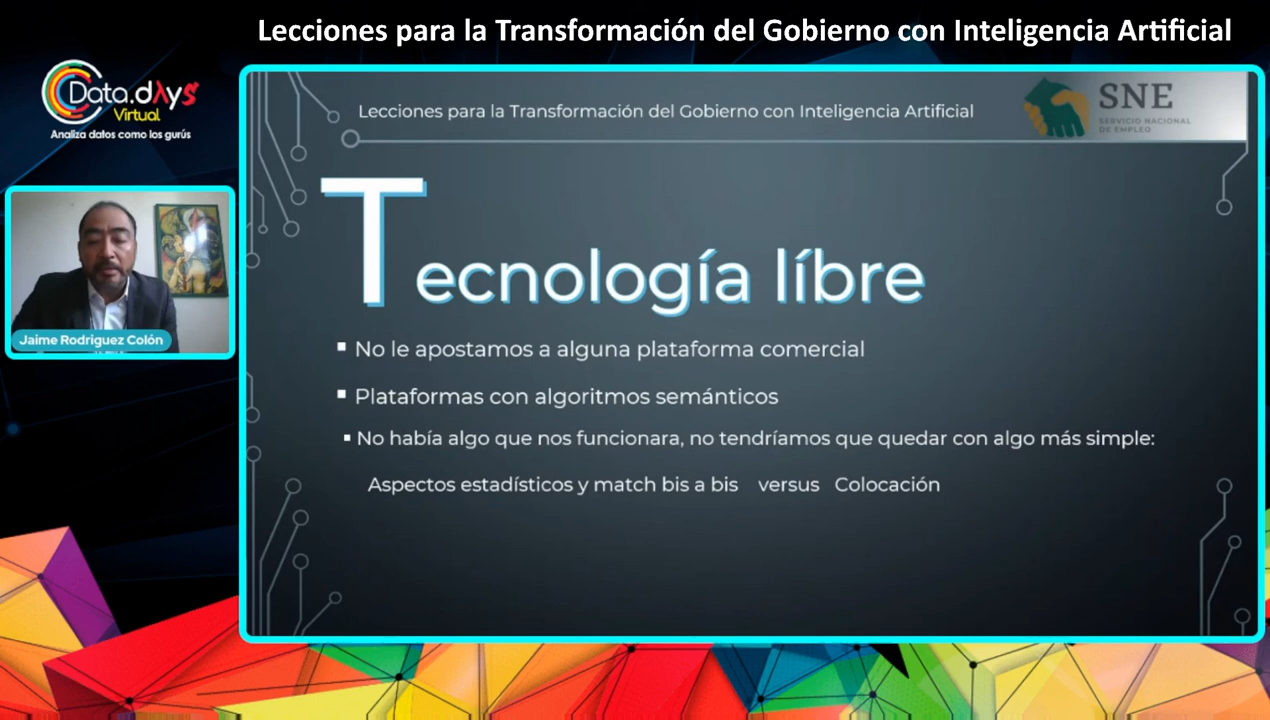 Lecciones para la Transformación del Gobierno con Inteligencia Artificial
Data.dAys
Virtual
Analiza datos como los gurús
Jaime Rodriguez Colón
Lecciones para la Transformación del Gobierno con Inteligencia Artificial
SNE
SERVICIO NACIONAL
DE EMPLEO
Tecnología líbre
▪ No le apostamos a alguna plataforma comercial
▪ Plataformas con algoritmos semánticos
▪ No había algo que nos funcionara, no tendríamos que quedar con algo más simple:
Aspectos estadísticos y match bis a bis versus Colocación